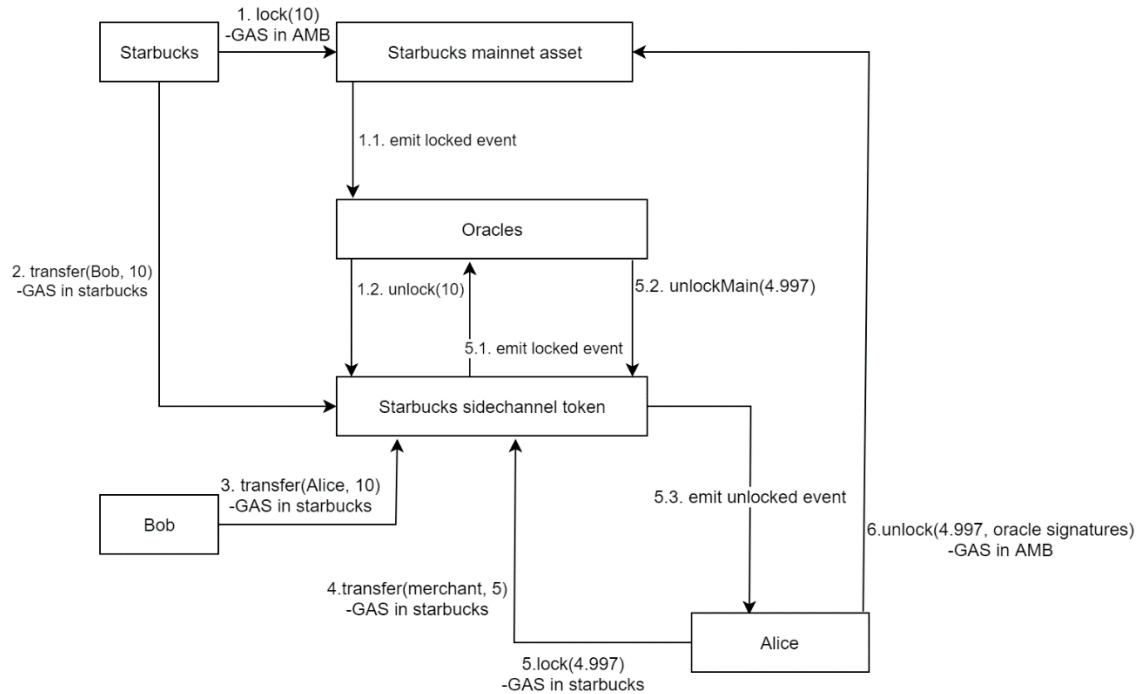 1. lock(10)
-GAS in AMB
Starbucks
Starbucks mainnet asset
1.1. emit locked event
Oracles
2. transfer(Bob, 10)
-GAS in starbucks
1.2. unlock(10)
5.2. unlockMain(4.997)
5.1. emit locked event
Starbucks sidechannel token
3. transfer(Alice, 10)
-GAS in starbucks
Bob
5.3. emit unlocked event
6.unlock(4.997, oracle signatures)
-GAS in AMB
4.transfer(merchant, 5)
-GAS in starbucks
Alice
5.lock(4.997)
-GAS in starbucks